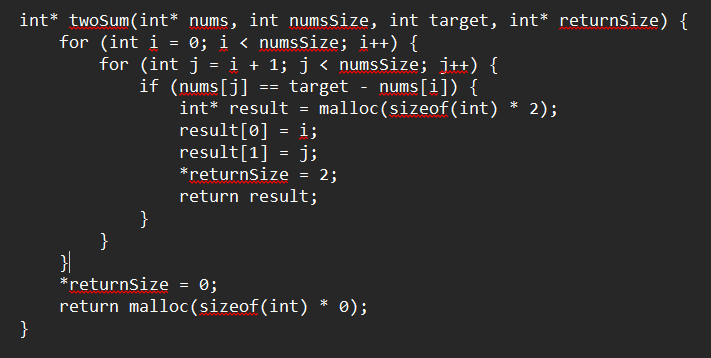 int* twoSum(int* nums, int numsSize, int target, int* returnSize) {
    for (int i = 0; i < numsSize; i++) {
        for (int j = i + 1; j < numsSize; j++) {
            if (nums[j] == target - nums[i]) {
                int* result = malloc(sizeof(int) * 2);
                result[0] = i;
                result[1] = j;
                *returnSize = 2;
                return result;
            }
        }
    }
    *returnSize = 0;
    return malloc(sizeof(int) * 0);
}